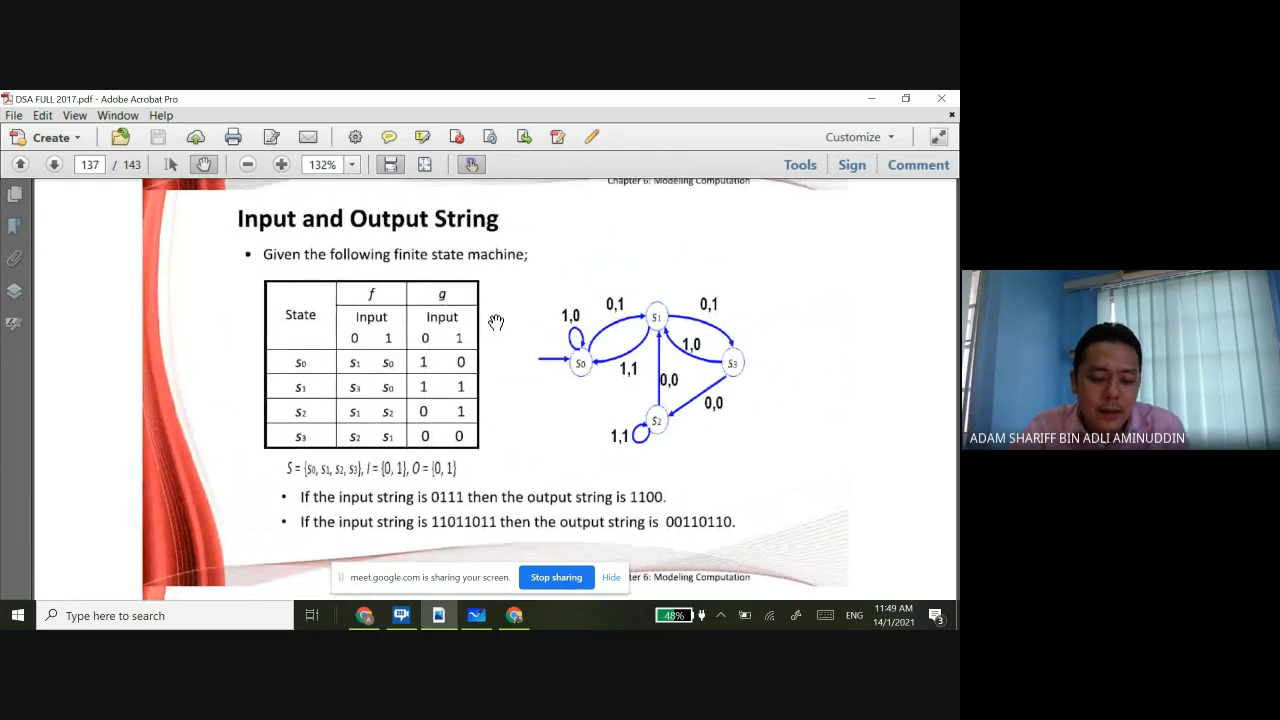 DSA FULL 2017.pdf - Adobe Acrobat Pro
File Edit View Window Help
Create Customize
137 / 143 132% Tools Sign Comment
Chapter 6: Modeling Computation
Input and Output String
• Given the following finite state machine;
State f g
Input Input
0 1 0 1
s0 s1 s0 1 0
s1 s3 s0 1 1
s2 s1 s2 0 1
s3 s2 s1 0 0
0,1 0,1
1,0 s1
1,0
s0 1,1 s3
0,0
0,0
s2
1,1
S = {s0, s1, s2, s3}, I = {0, 1}, O = {0, 1}
• If the input string is 0111 then the output string is 1100.
• If the input string is 11011011 then the output string is 00110110.
meet.google.com is sharing your screen. Stop sharing Hide
ter 6: Modeling Computation
ADAM SHARIFF BIN ADLI AMINUDDIN
Type here to search
48% ENG 11:49 AM
14/1/2021
3